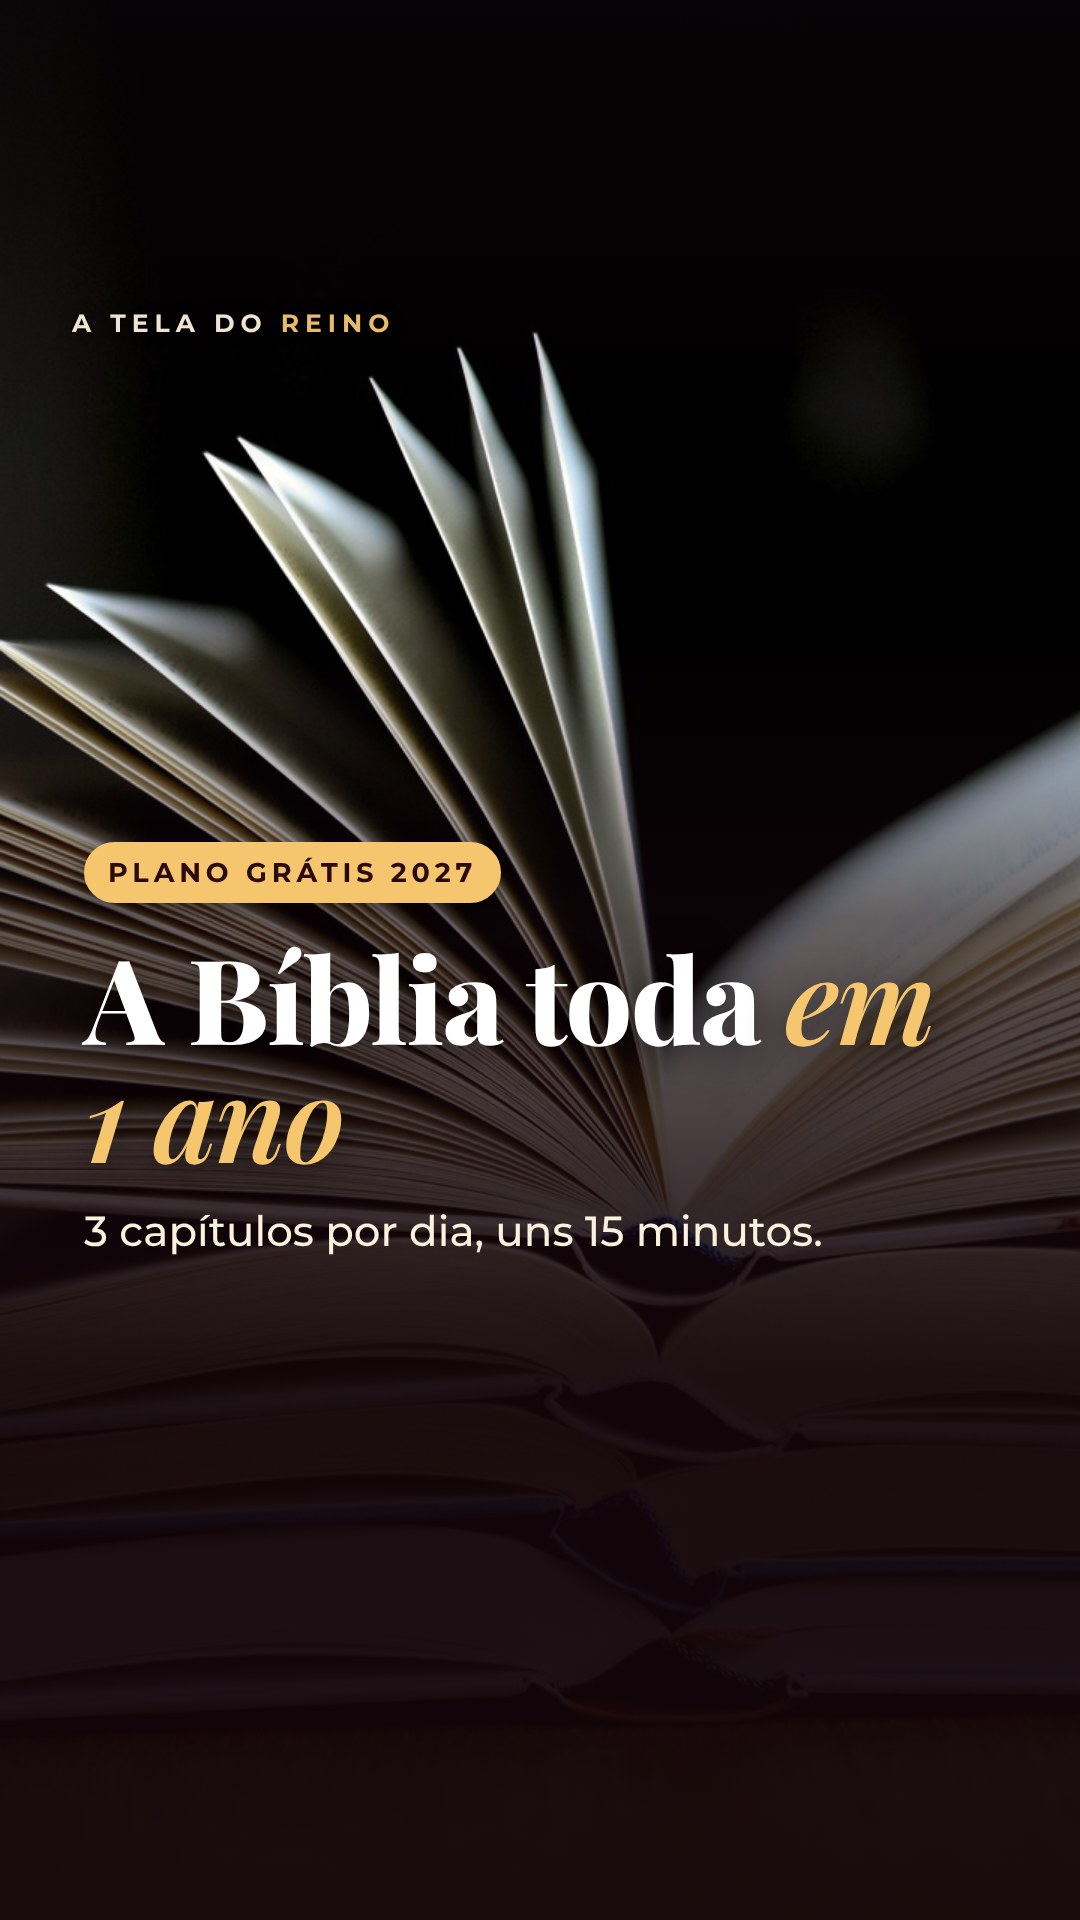 A TELA DO REINO
PLANO GRÁTIS 2027
A Bíblia toda em
1 ano
3 capítulos por dia, uns 15 minutos.